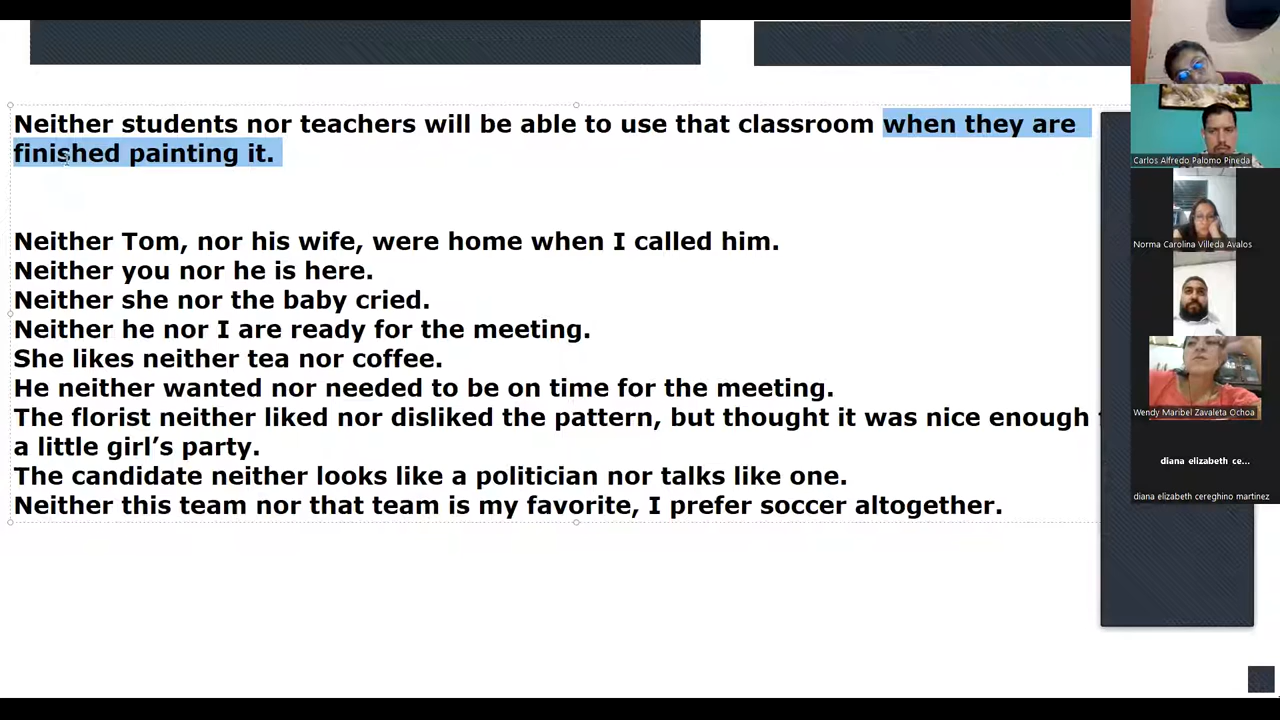 Neither students nor teachers will be able to use that classroom when they are
finished painting it.
Neither Tom, nor his wife, were home when I called him.
Neither you nor he is here.
Neither she nor the baby cried.
Neither he nor I are ready for the meeting.
She likes neither tea nor coffee.
He neither wanted nor needed to be on time for the meeting.
The florist neither liked nor disliked the pattern, but thought it was nice enough
a little girl’s party.
The candidate neither looks like a politician nor talks like one.
Neither this team nor that team is my favorite, I prefer soccer altogether.
Carlos Alfredo Palomo Pineda
Norma Carolina Villeda Avalos
Wendy Maribel Zavaleta Ochoa
diana elizabeth ce...
diana elizabeth cereghino martinez